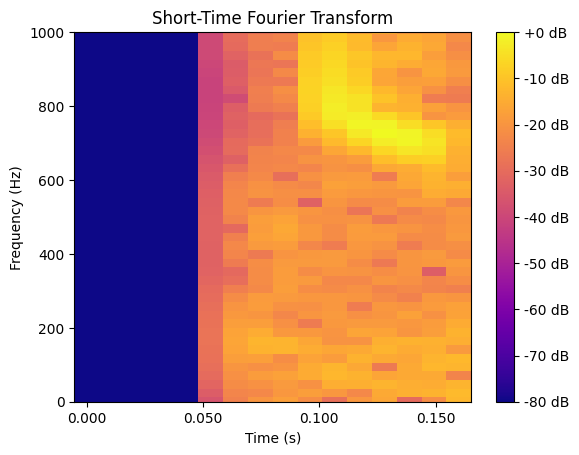 Short-Time Fourier Transform
Frequency (Hz)
1000
800
600
400
200
0
0.000
0.050
0.100
0.150
Time (s)
+0 dB
-10 dB
-20 dB
-30 dB
-40 dB
-50 dB
-60 dB
-70 dB
-80 dB